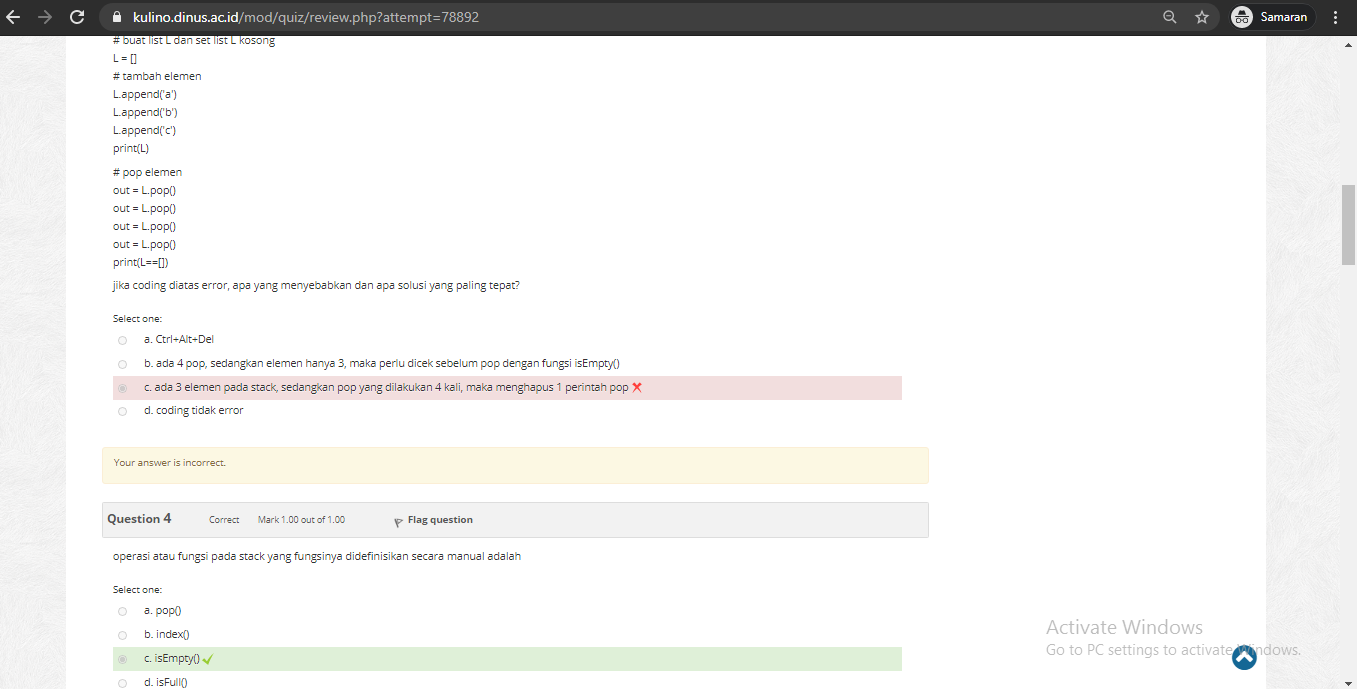 kulino.dinus.ac.id/mod/quiz/review.php?attempt=78892
Samaran
# buat list L dan set list L kosong
L = []
# tambah elemen
L.append('a')
L.append('b')
L.append('c')
print(L)
# pop elemen
out = L.pop()
out = L.pop()
out = L.pop()
out = L.pop()
print(L==[])
jika coding diatas error, apa yang menyebabkan dan apa solusi yang paling tepat?
Select one:
a. Ctrl+Alt+Del
b. ada 4 pop, sedangkan elemen hanya 3, maka perlu dicek sebelum pop dengan fungsi isEmpty()
c. ada 3 elemen pada stack, sedangkan pop yang dilakukan 4 kali, maka menghapus 1 perintah pop
d. coding tidak error
Your answer is incorrect.
Question 4 Correct Mark 1.00 out of 1.00 Flag question
operasi atau fungsi pada stack yang fungsinya didefinisikan secara manual adalah
Select one:
a. pop()
b. index()
c. isEmpty()
d. isFull()
Activate Windows
Go to PC settings to activate Windows.